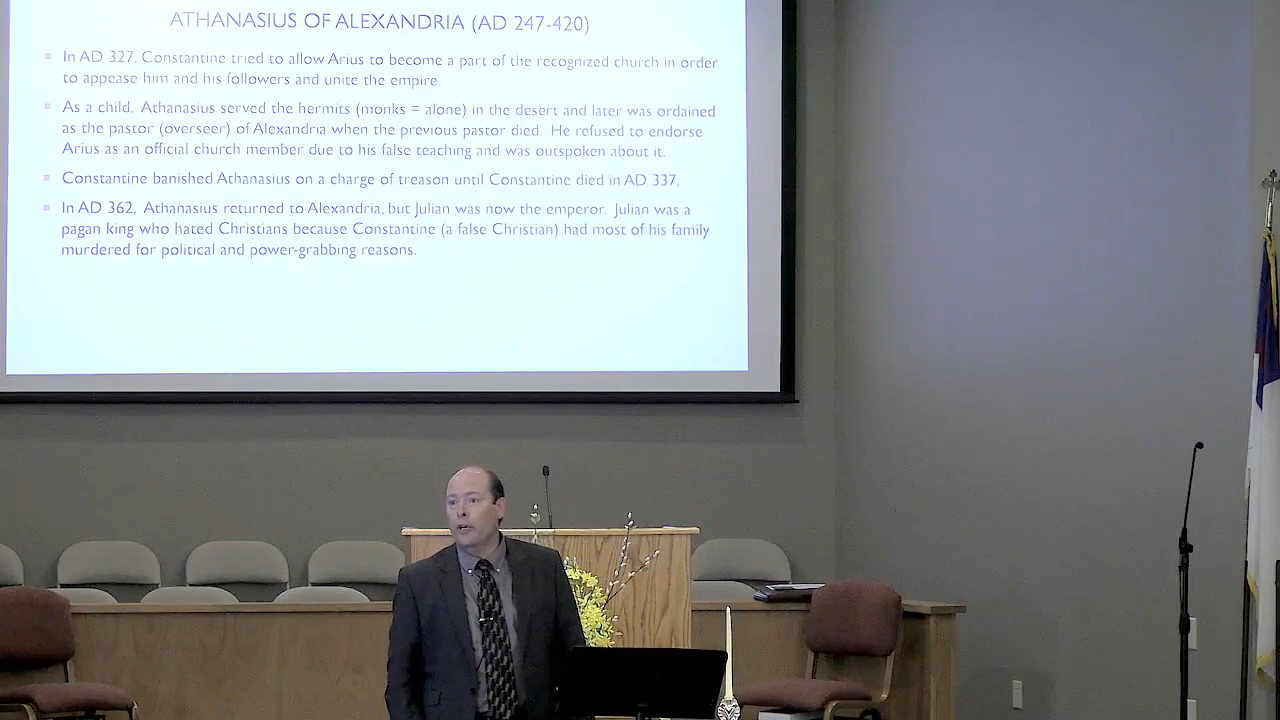 ATHANASIUS OF ALEXANDRIA (AD 247-420)
In AD 327, Constantine tried to allow Arius to become a part of the recognized church in order
to appease him and his followers and unite the empire.
As a child, Athanasius served the hermits (monks = alone) in the desert and later was ordained
as the pastor (overseer) of Alexandria when the previous pastor died. He refused to endorse
Arius as an official church member due to his false teaching and was outspoken about it.
Constantine banished Athanasius on a charge of treason until Constantine died in AD 337.
In AD 362, Athanasius returned to Alexandria, but Julian was now the emperor. Julian was a
pagan king who hated Christians because Constantine (a false Christian) had most of his family
murdered for political and power-grabbing reasons.